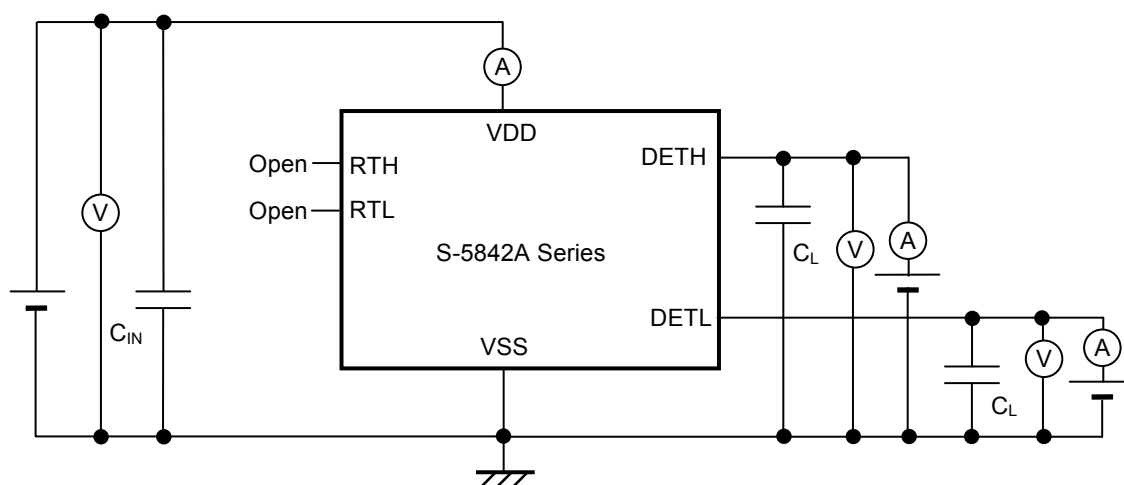 A
VDD
Open
RTH
DETH
Open
RTL
V
S-5842A Series
C_L
V
A
DETL
C_IN
VSS
V
A
C_L